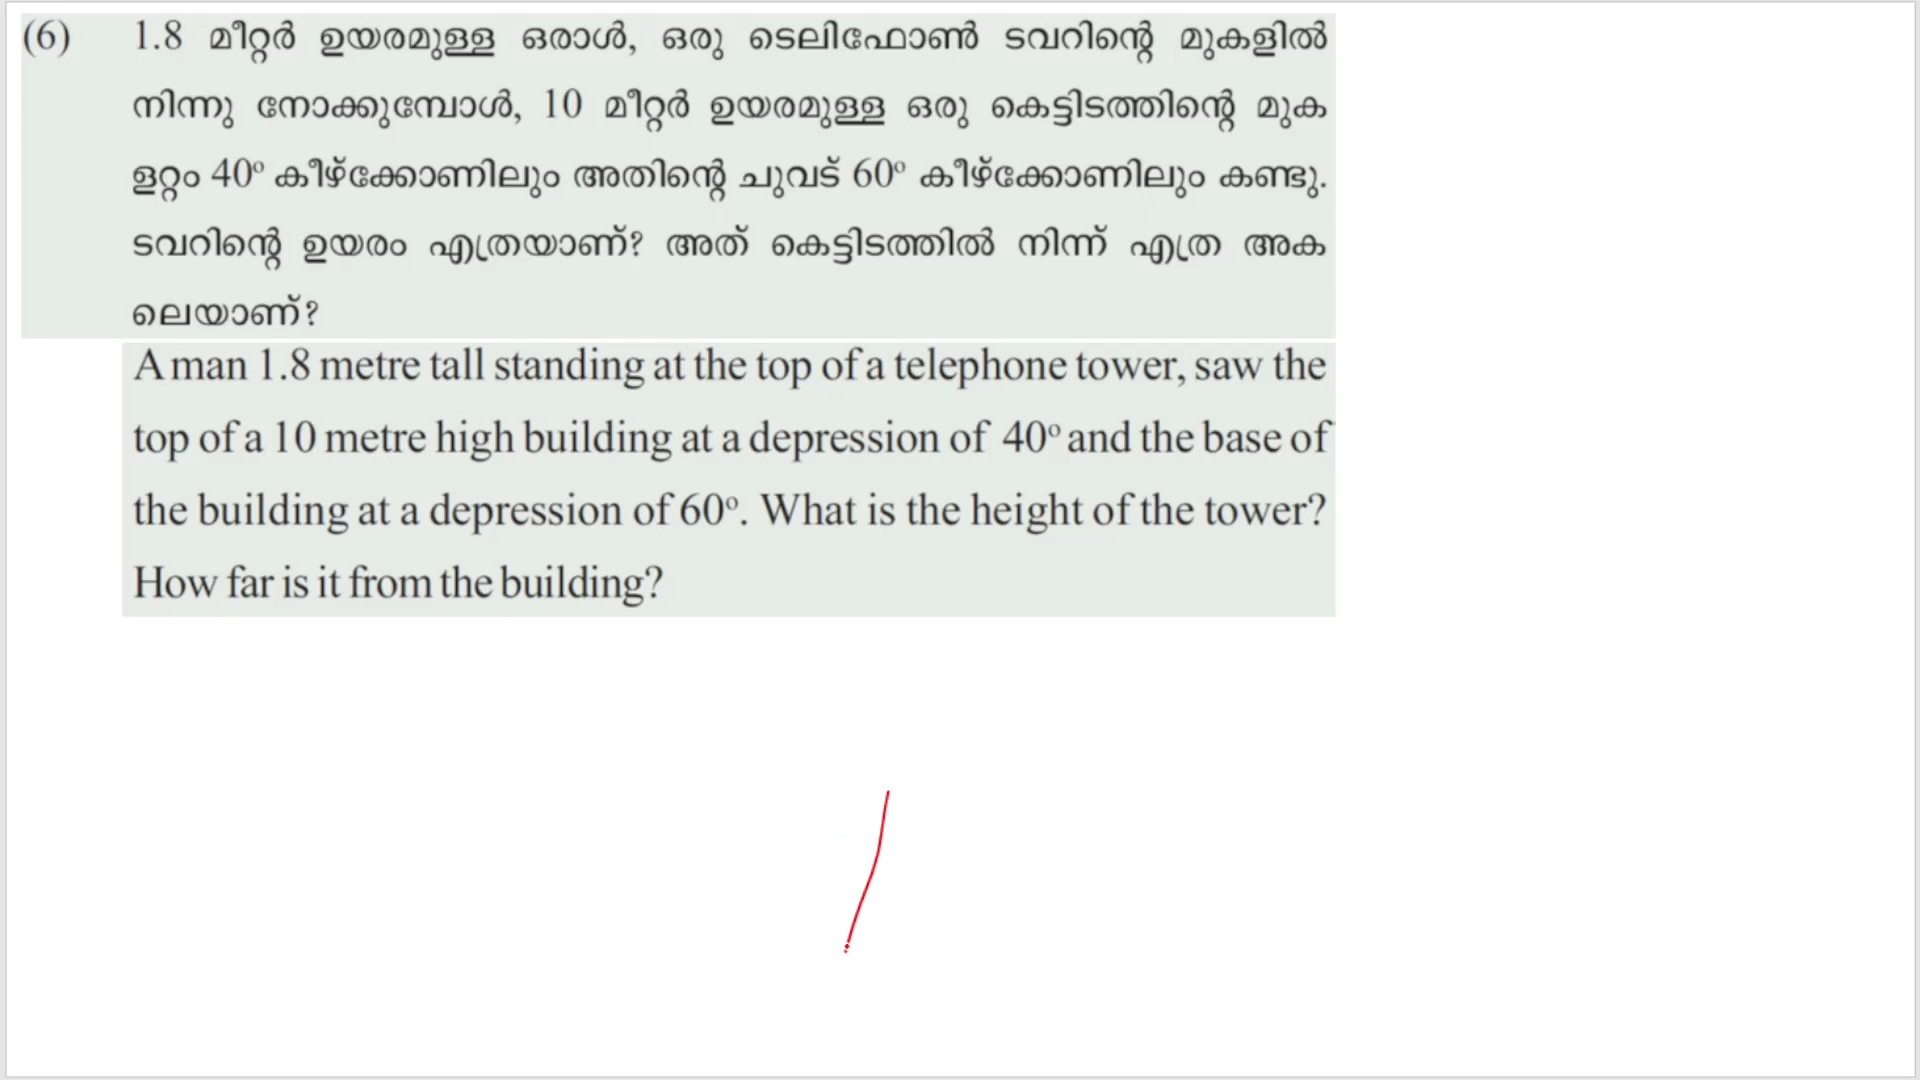 (6) 1.8 മീറ്റർ ഉയരമുള്ള ഒരാൾ, ഒരു ടെലിഫോൺ ടവറിന്റെ മുകളിൽ
നിന്നു നോക്കുമ്പോൾ, 10 മീറ്റർ ഉയരമുള്ള ഒരു കെട്ടിടത്തിന്റെ മുക
ളറ്റം 40° കീഴ്ക്കോണിലും അതിന്റെ ചുവട് 60° കീഴ്ക്കോണിലും കണ്ടു.
ടവറിന്റെ ഉയരം എത്രയാണ്? അത് കെട്ടിടത്തിൽ നിന്ന് എത്ര അക
ലെയാണ്?
A man 1.8 metre tall standing at the top of a telephone tower, saw the
top of a 10 metre high building at a depression of 40° and the base of
the building at a depression of 60°. What is the height of the tower?
How far is it from the building?